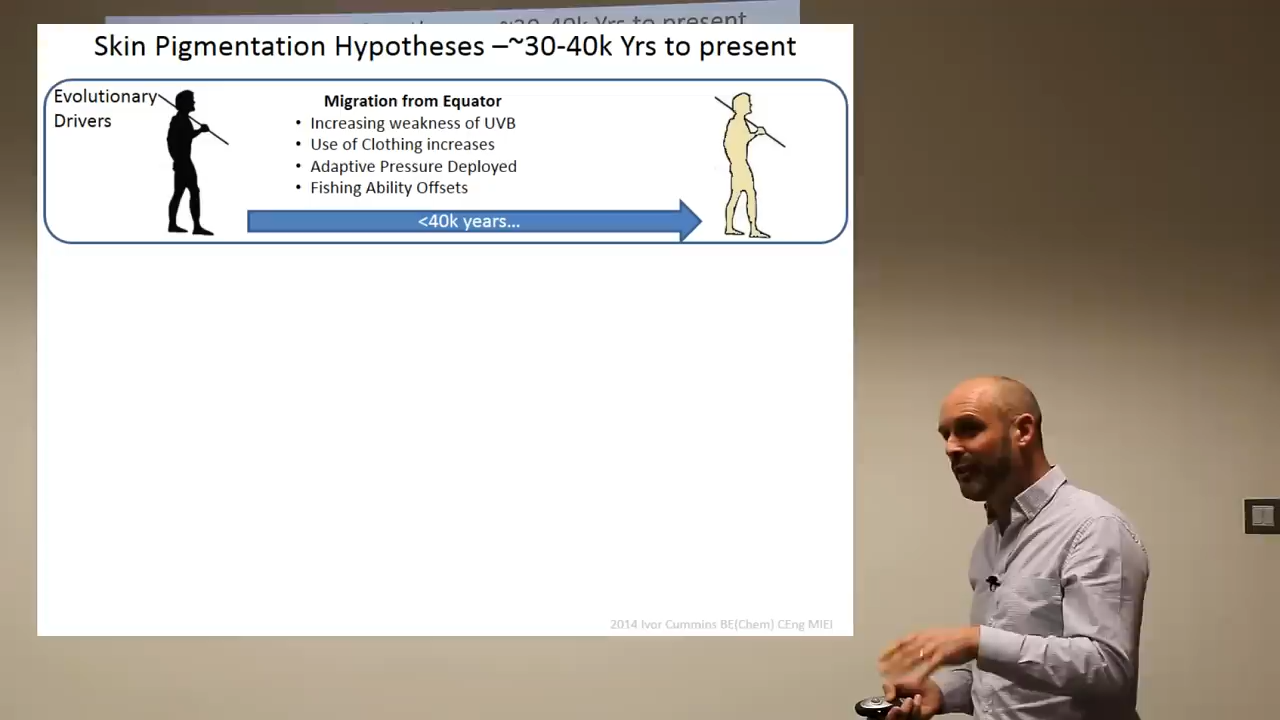 Skin Pigmentation Hypotheses –~30-40k Yrs to present
Evolutionary
Drivers
Migration from Equator
• Increasing weakness of UVB
• Use of Clothing increases
• Adaptive Pressure Deployed
• Fishing Ability Offsets
<40k years...
2014 Ivor Cummins BE(Chem) CEng MIEI